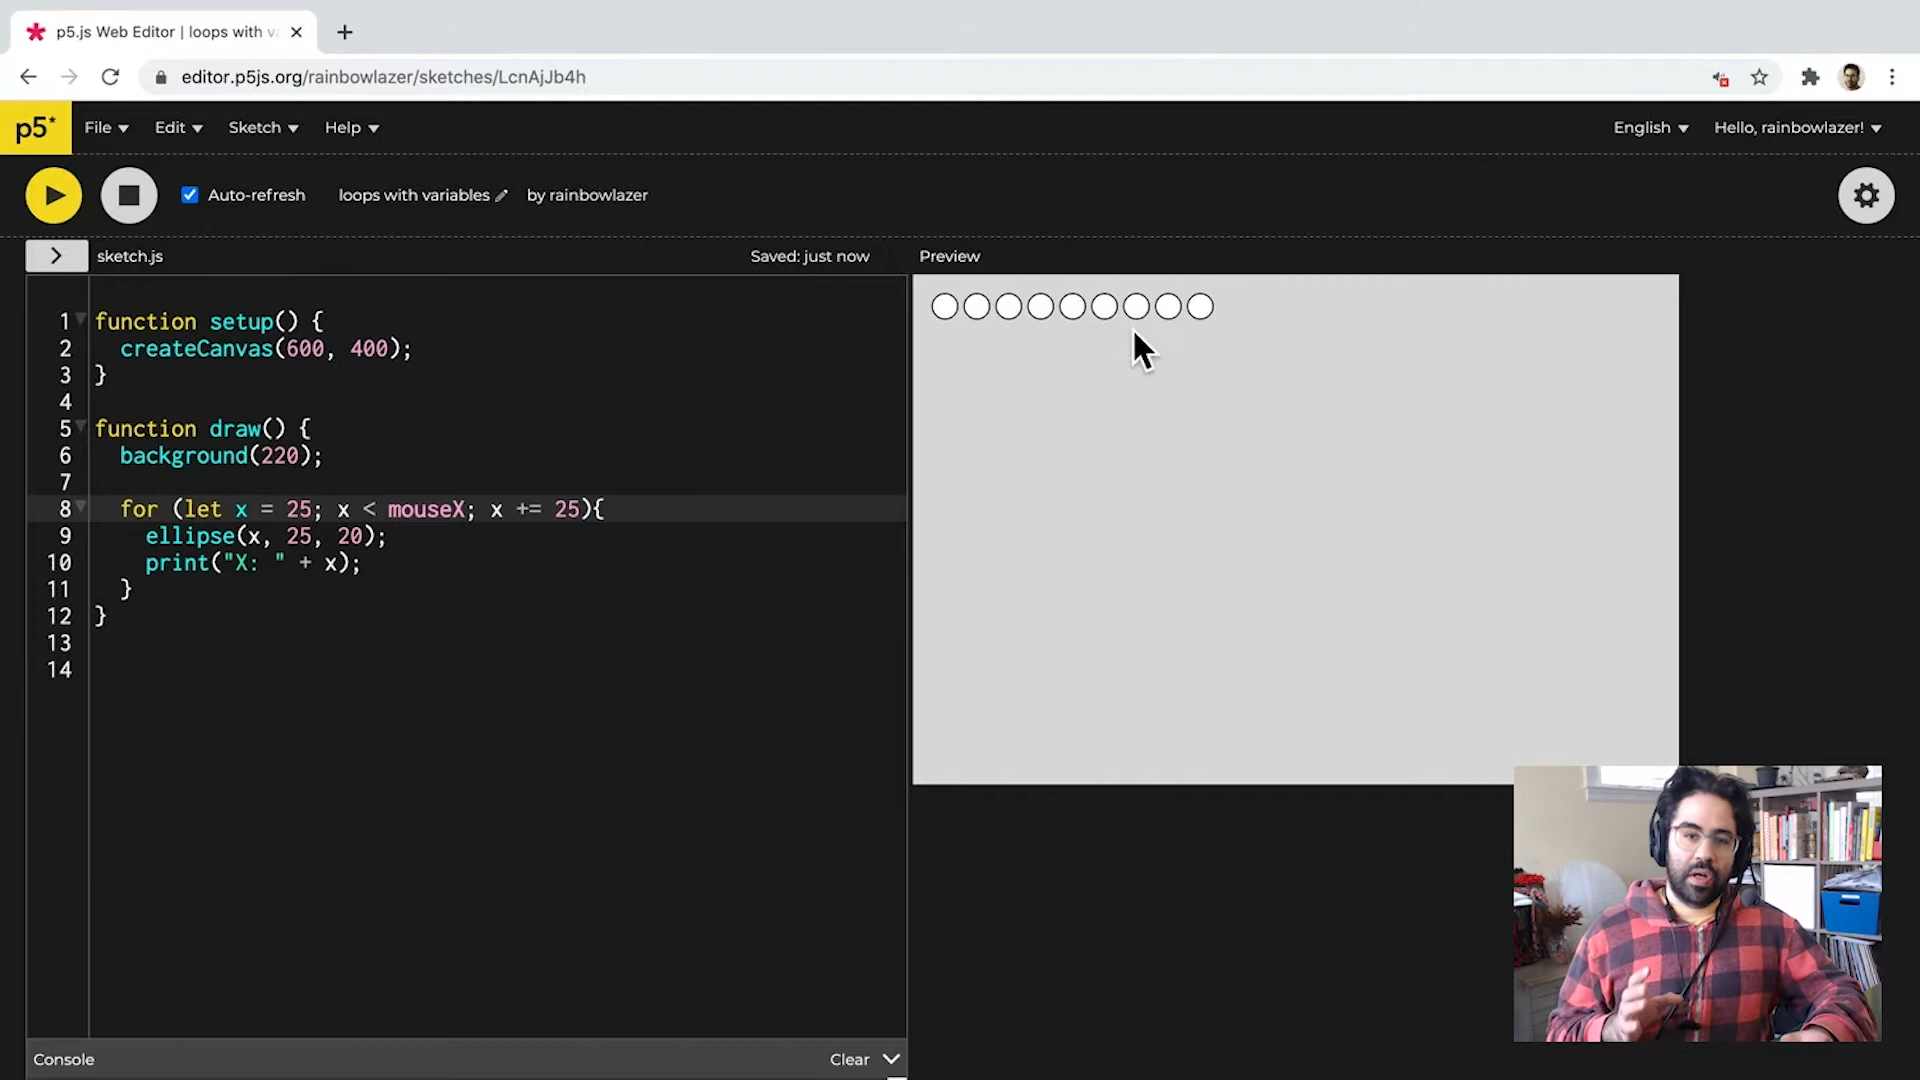 p5.js Web Editor | loops with va
editor.p5js.org/rainbowlazer/sketches/LcnAjJb4h
p5*
File Edit Sketch Help English Hello, rainbowlazer!
Auto-refresh loops with variables by rainbowlazer
sketch.js Saved: just now Preview
1 function setup() {
2 createCanvas(600, 400);
3 }
4
5 function draw() {
6 background(220);
7
8 for (let x = 25; x < mouseX; x += 25){
9 ellipse(x, 25, 20);
10 print("X: " + x);
11 }
12 }
13
14
Console Clear